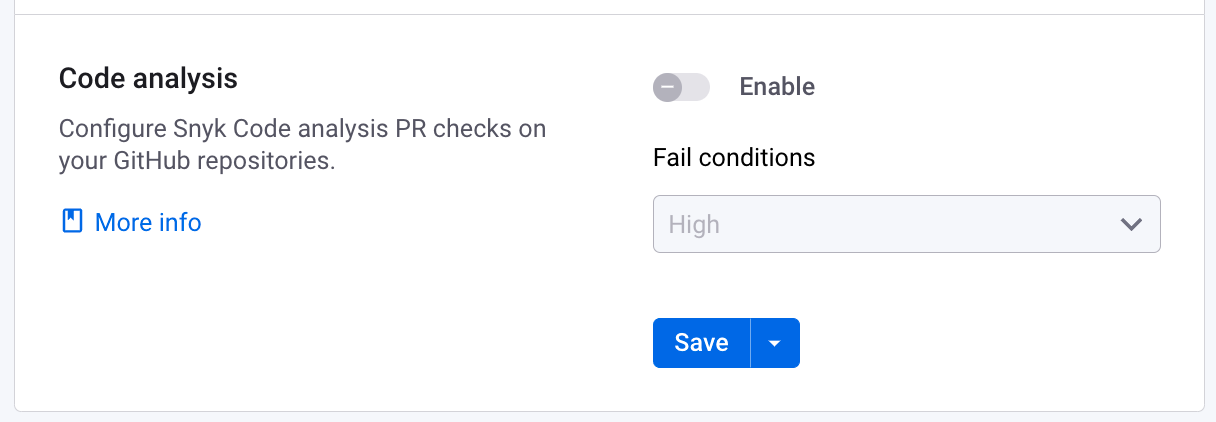 Code analysis
Configure Snyk Code analysis PR checks on
your GitHub repositories.
More info
Enable
Fail conditions
High
Save